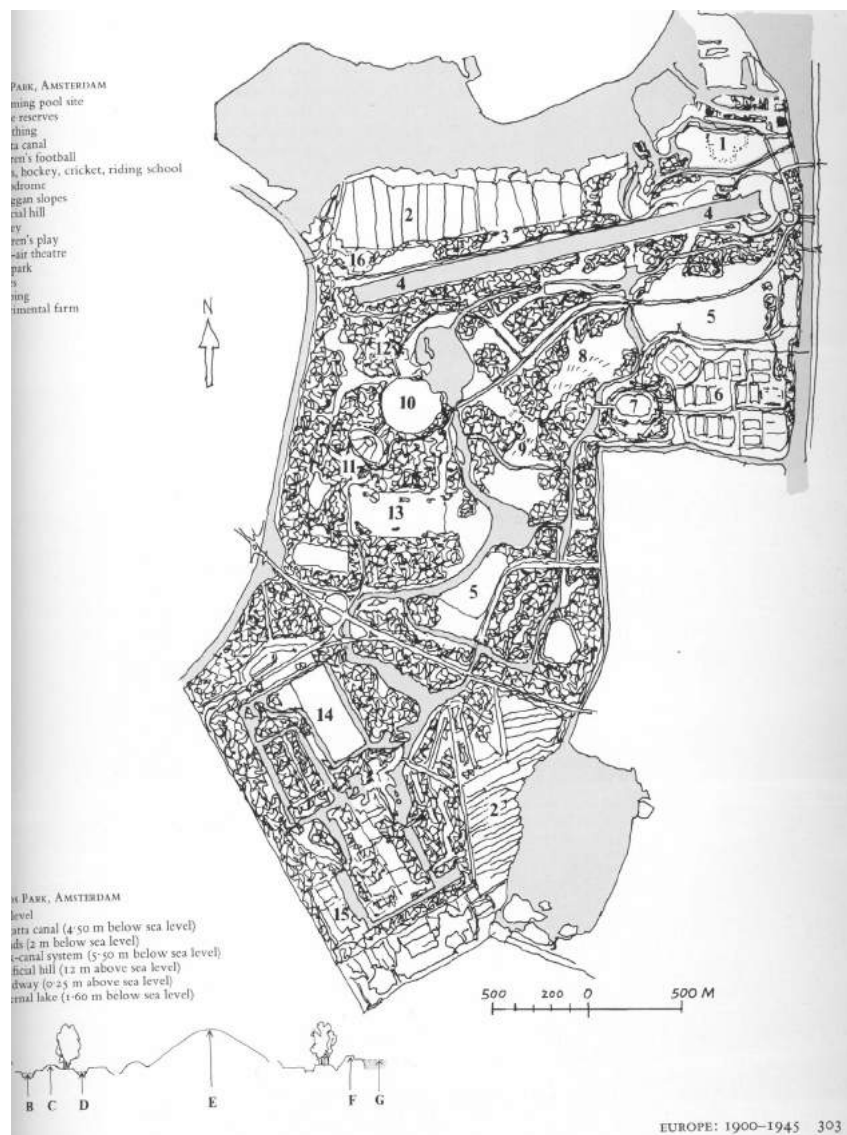 PARK, AMSTERDAM
ming pool site
e reserves
thing
ta canal
ren's football
, hockey, cricket, riding school
drome
ggan slopes
cial hill
ey
ren's play
-air theatre
park
ping
imental farm
N
1
2
3
4
16
4
5
12
8
10
7
6
9
11
13
5
14
2
15
PARK, AMSTERDAM
level
atta canal (4·50 m below sea level)
ds (2 m below sea level)
-canal system (5·50 m below sea level)
ficial hill (12 m above sea level)
dway (0·25 m above sea level)
ernal lake (1·60 m below sea level)
500 200 0 500 M
B C D E F G
EUROPE: 1900–1945 303